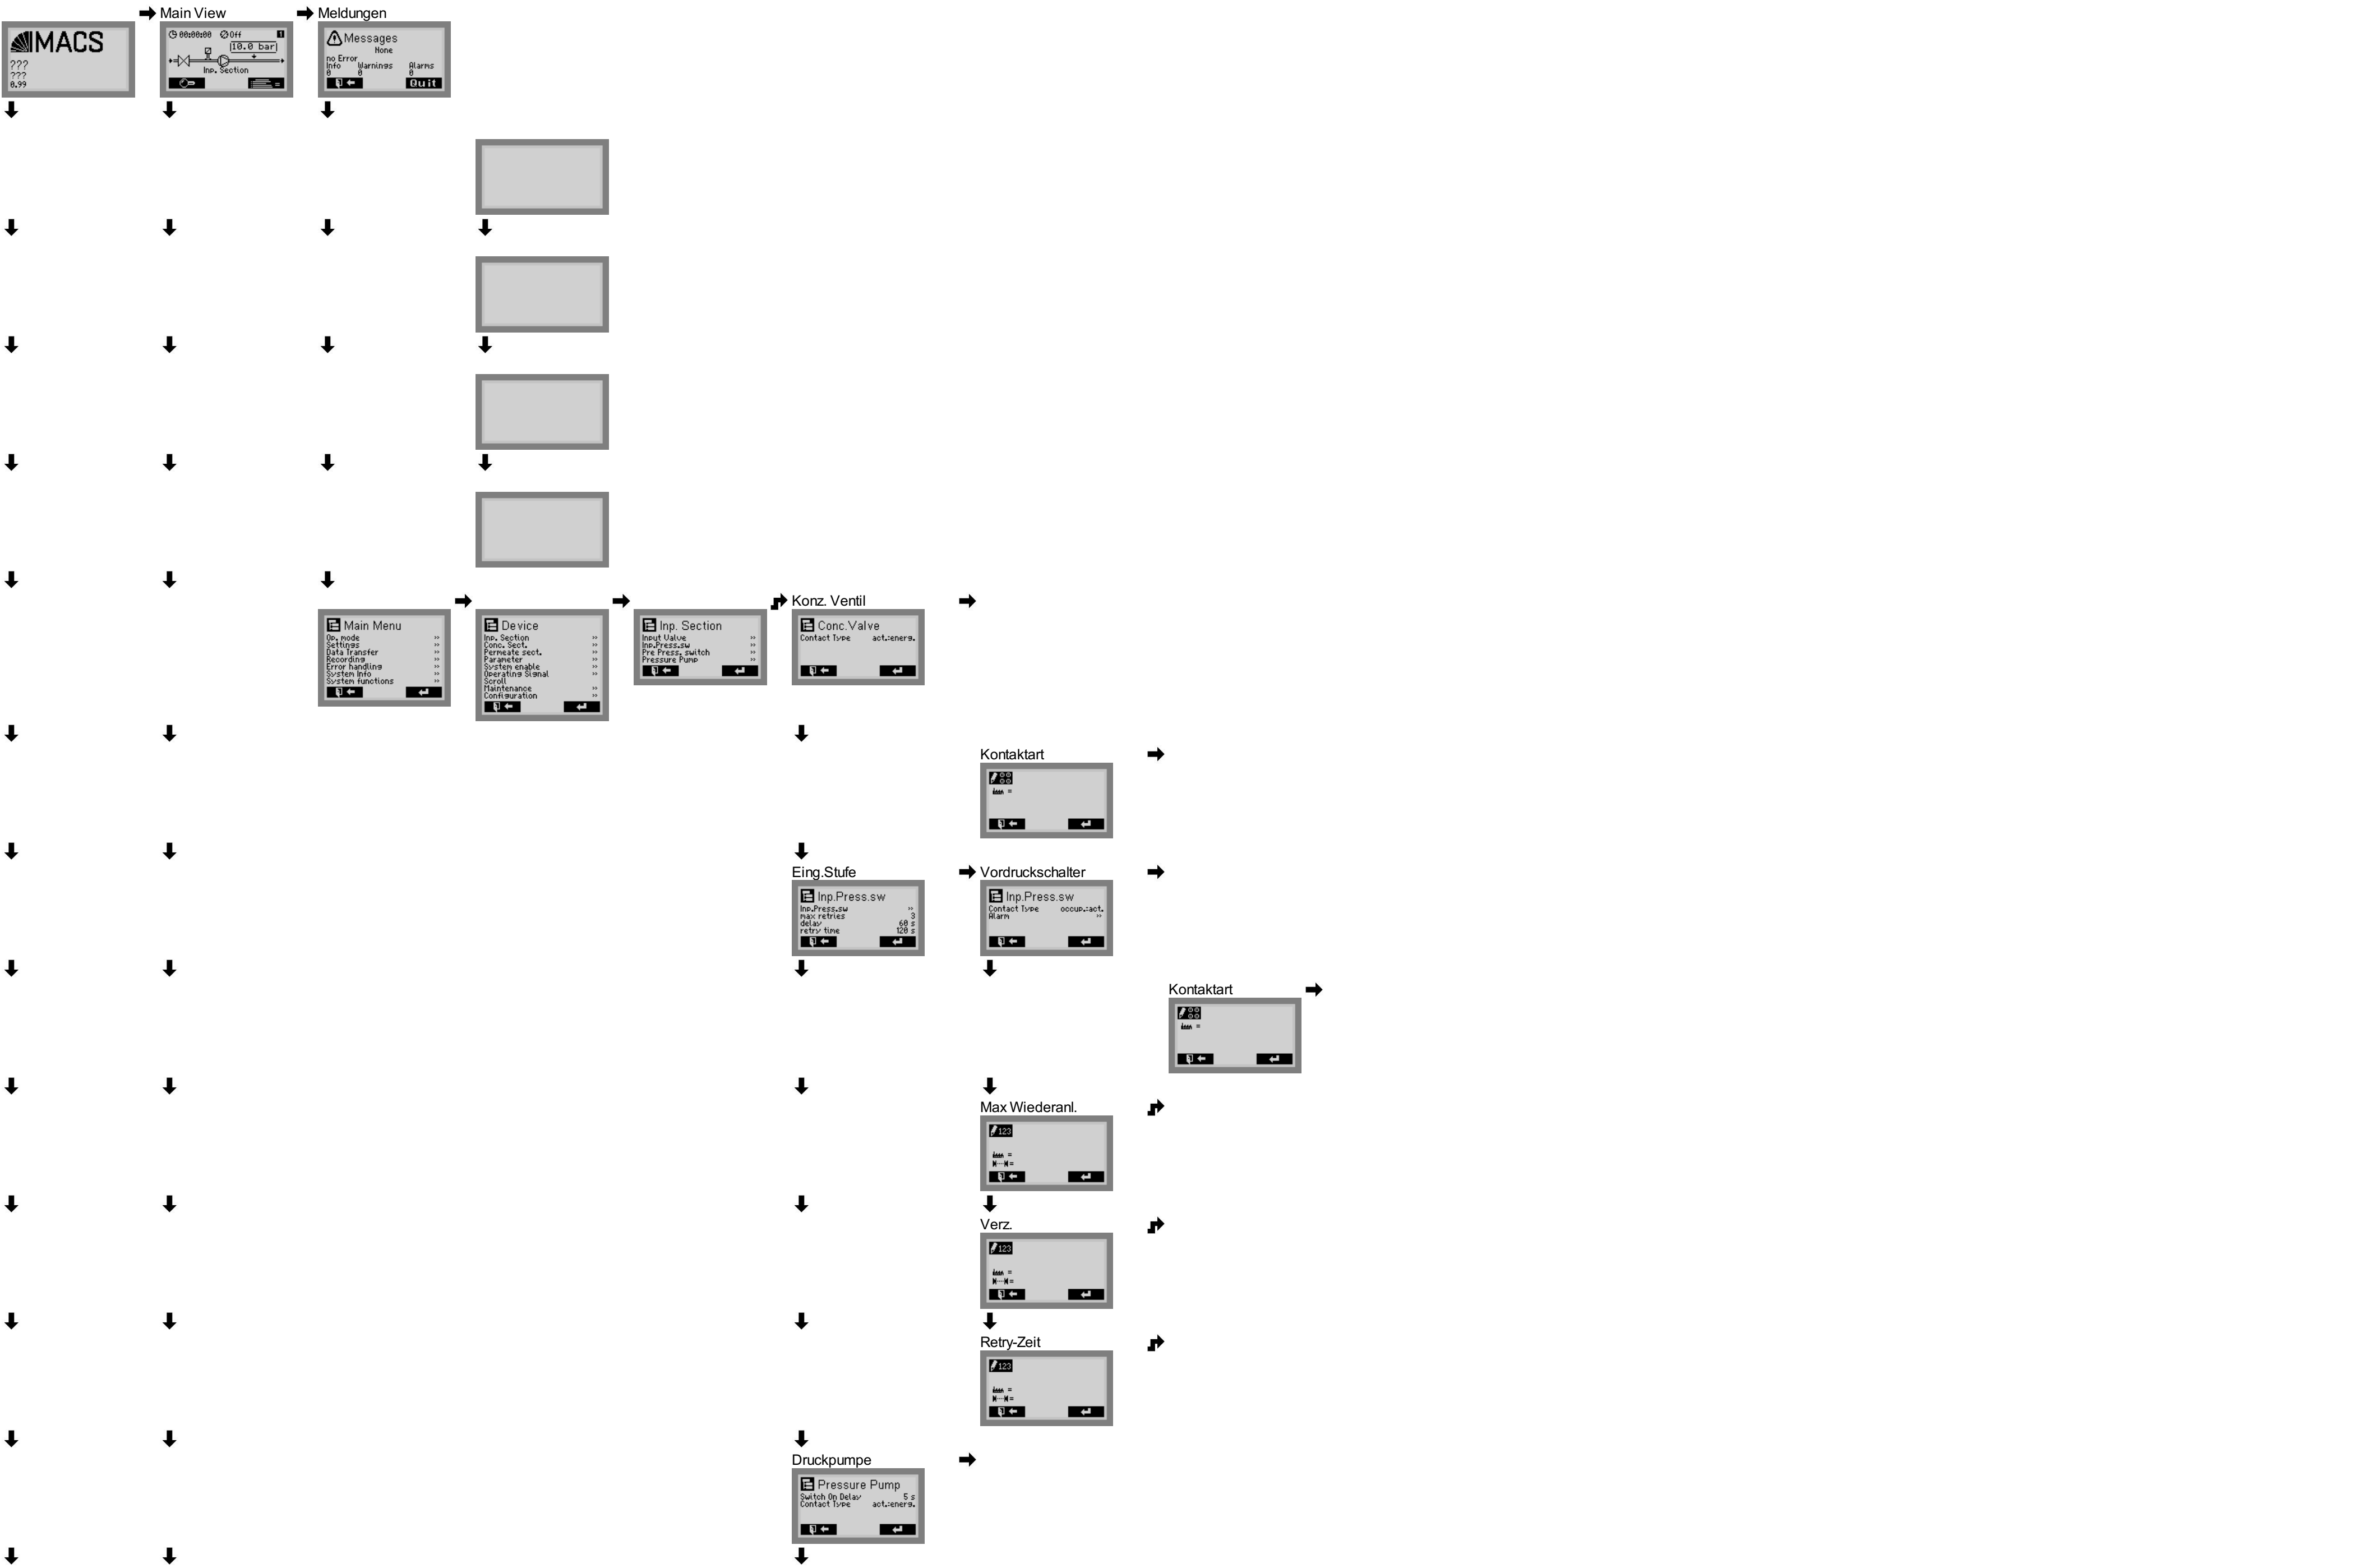 Main View
Meldungen
MACS
???
???
0.99
00:00:00 Off 1
10.0 bar
Inp. Section
Messages
None
no Error
Info Warnings Alarms
0 0 0
Quit
Main Menu
Op. mode »
Settings »
Data Transfer »
Recording »
Error handling »
System Info »
System functions »
Device
Inp. Section »
Conc. Sect. »
Permeate sect. »
Parameter »
System enable »
Operating Signal »
Scroll
Maintenance »
Configuration »
Inp. Section
Input Valve »
Inp.Press.sw »
Pre Press. switch »
Pressure Pump »
Konz. Ventil
Conc.Valve
Contact Type act.:energ.
Kontaktart
=
Eing.Stufe
Inp.Press.sw
Inp.Press.sw »
max retries 3
delay 60 s
retry time 120 s
Vordruckschalter
Inp.Press.sw
Contact Type occup.:act.
Alarm »
Kontaktart
=
Max Wiederanl.
123
=
=
Verz.
123
=
=
Retry-Zeit
123
=
=
Druckpumpe
Pressure Pump
Switch On Delay 5 s
Contact Type act.:energ.